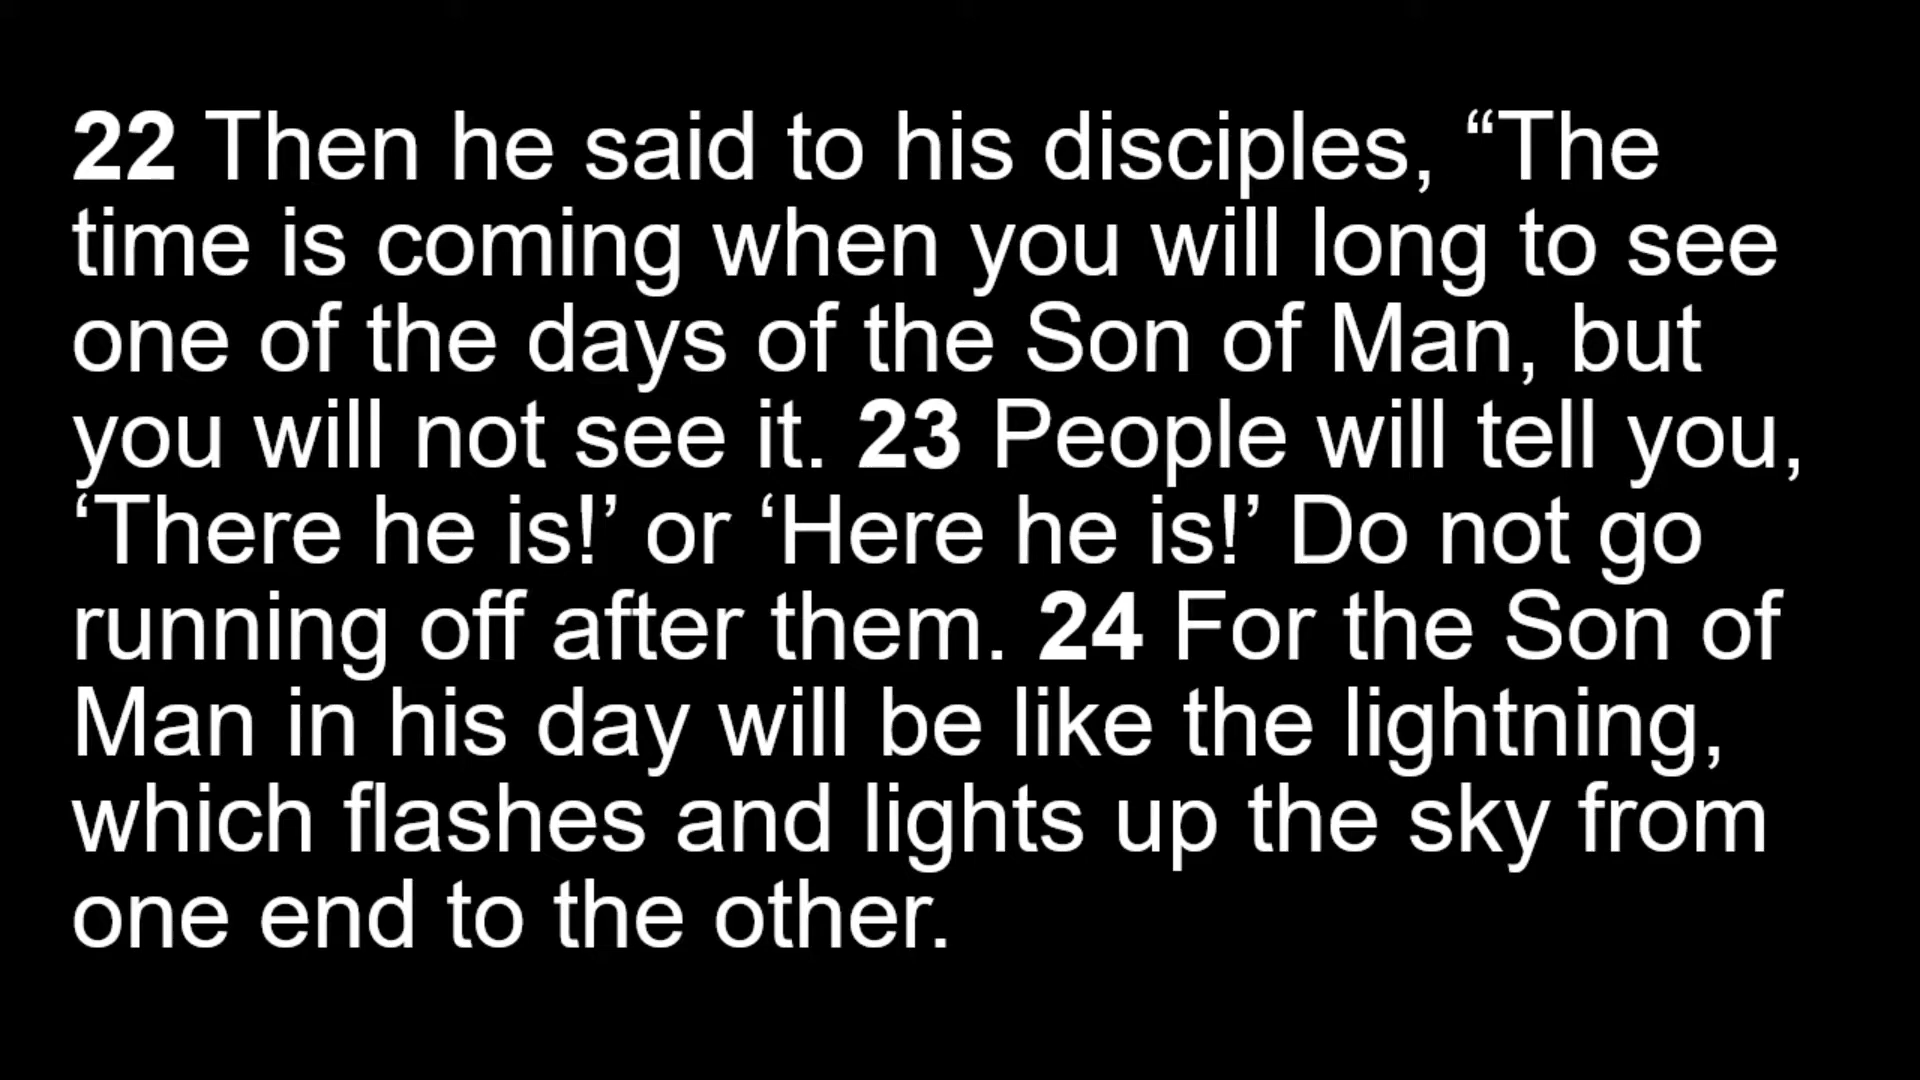 22 Then he said to his disciples, “The
time is coming when you will long to see
one of the days of the Son of Man, but
you will not see it. 23 People will tell you,
‘There he is!’ or ‘Here he is!’ Do not go
running off after them. 24 For the Son of
Man in his day will be like the lightning,
which flashes and lights up the sky from
one end to the other.